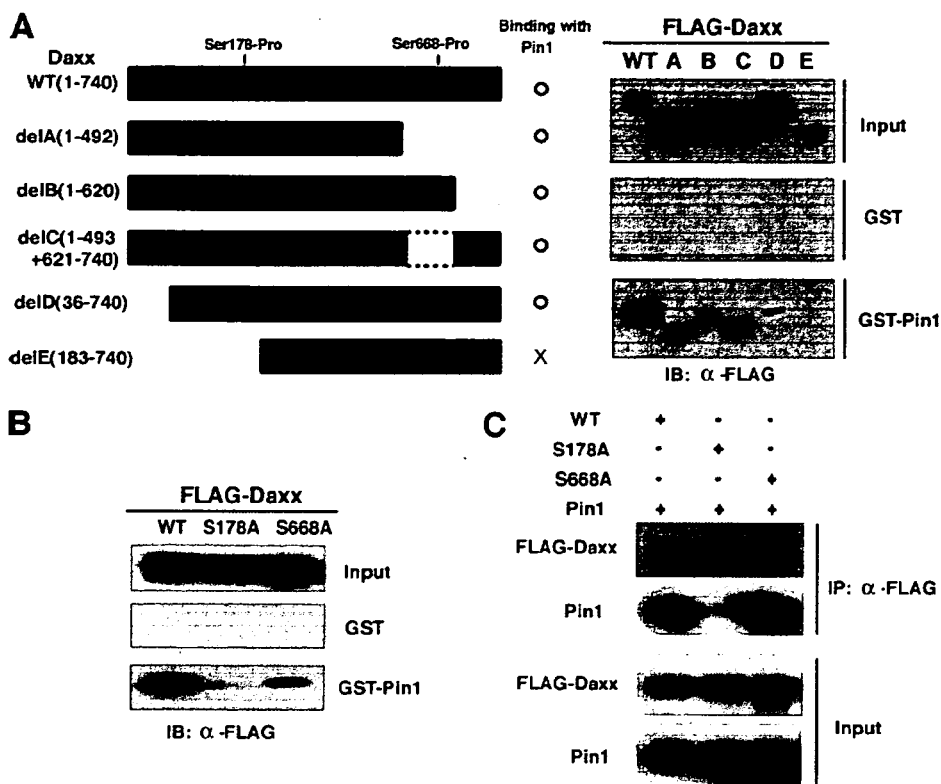 A
Daxx
Ser178-Pro
Ser668-Pro
Binding with
Pin1
WT(1-740)
O
delA(1-492)
O
delB(1-620)
O
delC(1-493
+621-740)
O
delD(36-740)
O
delE(183-740)
X
FLAG-Daxx
WT A B C D E
Input
GST
GST-Pin1
IB: α-FLAG
B
FLAG-Daxx
WT S178A S668A
Input
GST
GST-Pin1
IB: α-FLAG
C
WT + - -
S178A - + -
S668A - - +
Pin1 + + +
FLAG-Daxx
Pin1
IP: α-FLAG
FLAG-Daxx
Pin1
Input